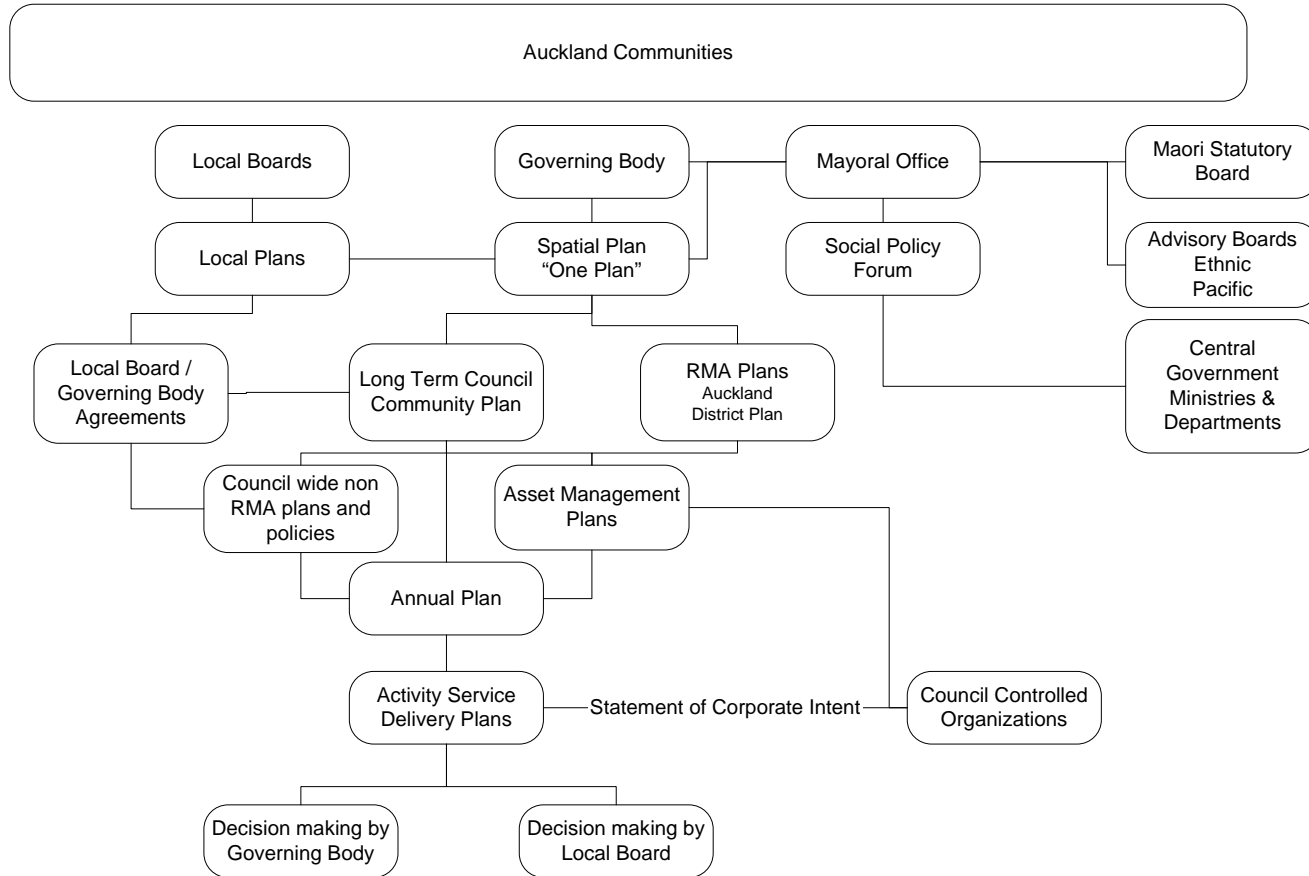 Auckland Communities
Local Boards
Governing Body
Mayoral Office
Maori Statutory
Board
Local Plans
Spatial Plan
“One Plan”
Social Policy
Forum
Advisory Boards
Ethnic
Pacific
Local Board /
Governing Body
Agreements
Long Term Council
Community Plan
RMA Plans
Auckland
District Plan
Central
Government
Ministries &
Departments
Council wide non
RMA plans and
policies
Asset Management
Plans
Annual Plan
Activity Service
Delivery Plans
Statement of Corporate Intent
Council Controlled
Organizations
Decision making by
Governing Body
Decision making by
Local Board